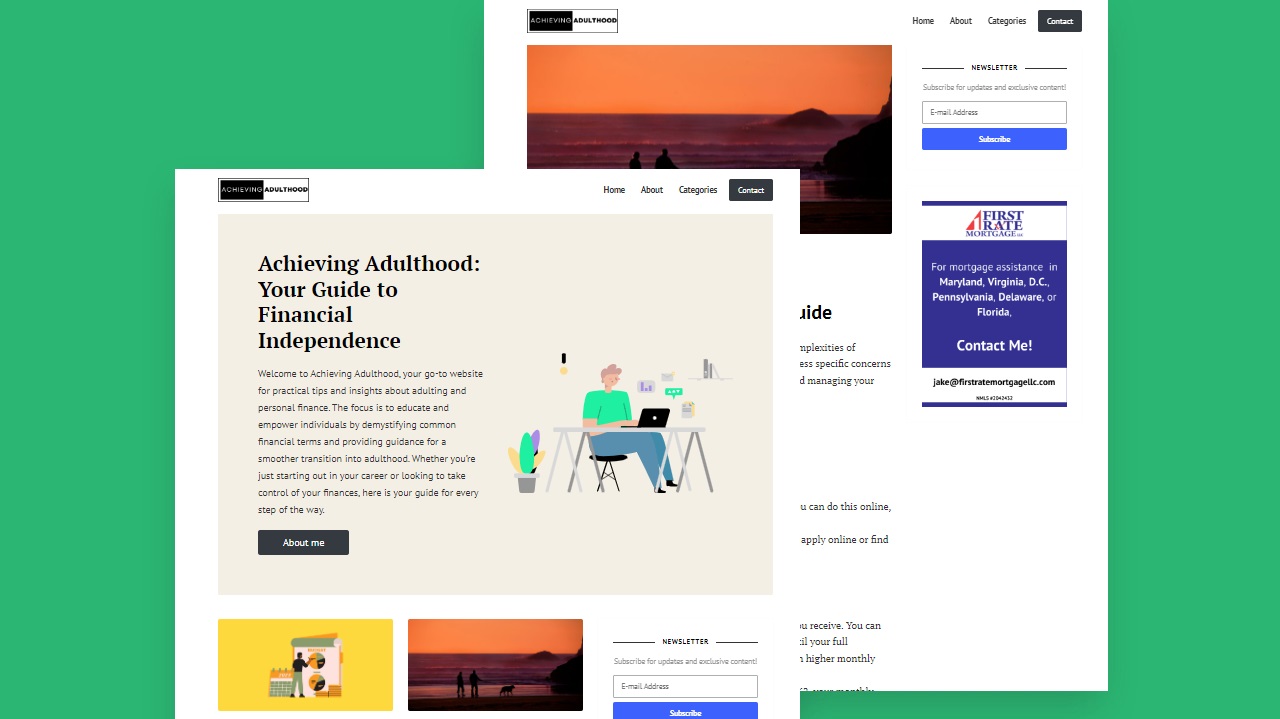 ACHIEVING ADULTHOOD
Home About Categories Contact
NEWSLETTER
Subscribe for updates and exclusive content!
E-mail Address
Subscribe
FIRST
RATE
MORTGAGE LLC
For mortgage assistance in
Maryland, Virginia, D.C.,
Pennsylvania, Delaware, or
Florida,
Contact Me!
jake@firstratemortgagellc.com
NMLS #2042432
of
specific concerns
managing your
can do this online,
apply online or find
receive. You can
your full
higher monthly
your monthly
ACHIEVING ADULTHOOD
Home About Categories Contact
Achieving Adulthood:
Your Guide to
Financial
Independence
Welcome to Achieving Adulthood, your go-to website
for practical tips and insights about adulting and
personal finance. The focus is to educate and
empower individuals by demystifying common
financial terms and providing guidance for a
smoother transition into adulthood. Whether you're
just starting out in your career or looking to take
control of your finances, here is your guide for every
step of the way.
About me
NEWSLETTER
Subscribe for updates and exclusive content!
E-mail Address
Subscribe